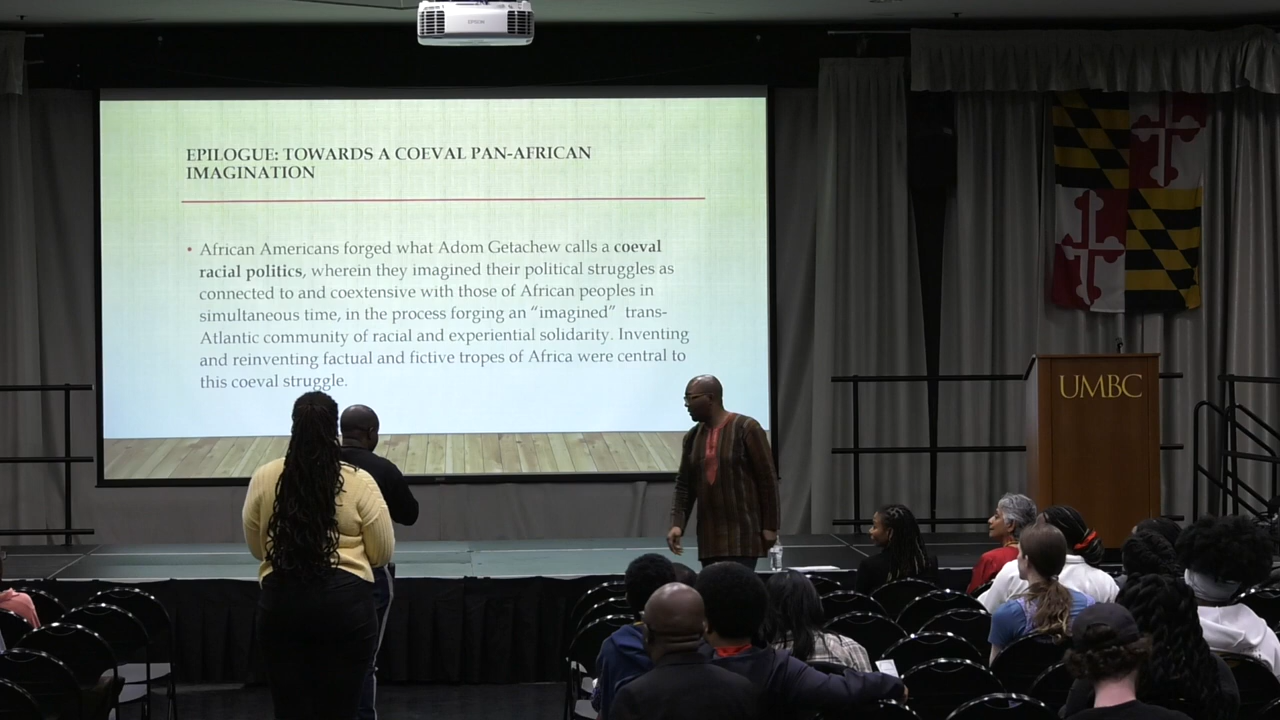 EPSON
EPILOGUE: TOWARDS A COEVAL PAN-AFRICAN
IMAGINATION
• African Americans forged what Adom Getachew calls a coeval
racial politics, wherein they imagined their political struggles as
connected to and coextensive with those of African peoples in
simultaneous time, in the process forging an “imagined” trans-
Atlantic community of racial and experiential solidarity. Inventing
and reinventing factual and fictive tropes of Africa were central to
this coeval struggle.
UMBC